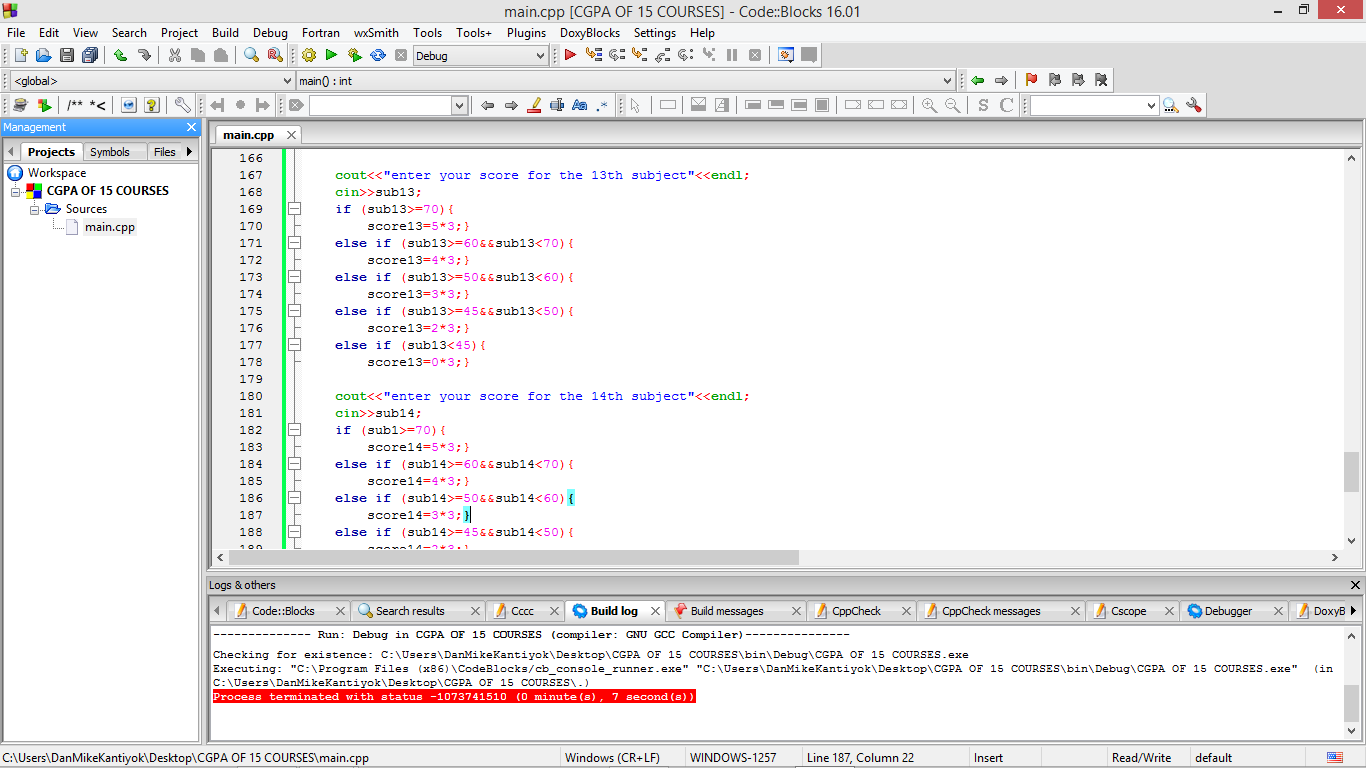 main.cpp [CGPA OF 15 COURSES] - Code::Blocks 16.01
File Edit View Search Project Build Debug Fortran wxSmith Tools Tools+ Plugins DoxyBlocks Settings Help
Debug
<global> main() : int
/** *<
Aa .*
S C
Management
Projects Symbols Files
Workspace
CGPA OF 15 COURSES
Sources
main.cpp
main.cpp
166
167 cout<<"enter your score for the 13th subject"<<endl;
168 cin>>sub13;
169 if (sub13>=70){
170 score13=5*3;}
171 else if (sub13>=60&&sub13<70){
172 score13=4*3;}
173 else if (sub13>=50&&sub13<60){
174 score13=3*3;}
175 else if (sub13>=45&&sub13<50){
176 score13=2*3;}
177 else if (sub13<45){
178 score13=0*3;}
179
180 cout<<"enter your score for the 14th subject"<<endl;
181 cin>>sub14;
182 if (sub1>=70){
183 score14=5*3;}
184 else if (sub14>=60&&sub14<70){
185 score14=4*3;}
186 else if (sub14>=50&&sub14<60){
187 score14=3*3;}
188 else if (sub14>=45&&sub14<50){
189 score14=2*3;}
Logs & others
Code::Blocks Search results Cccc Build log Build messages CppCheck CppCheck messages Cscope Debugger DoxyB
-------------- Run: Debug in CGPA OF 15 COURSES (compiler: GNU GCC Compiler)---------------
Checking for existence: C:\Users\DanMikeKantiyok\Desktop\CGPA OF 15 COURSES\bin\Debug\CGPA OF 15 COURSES.exe
Executing: "C:\Program Files (x86)\CodeBlocks/cb_console_runner.exe" "C:\Users\DanMikeKantiyok\Desktop\CGPA OF 15 COURSES\bin\Debug\CGPA OF 15 COURSES.exe" (in
C:\Users\DanMikeKantiyok\Desktop\CGPA OF 15 COURSES\.)
Process terminated with status -1073741510 (0 minute(s), 7 second(s))
C:\Users\DanMikeKantiyok\Desktop\CGPA OF 15 COURSES\main.cpp Windows (CR+LF) WINDOWS-1257 Line 187, Column 22 Insert Read/Write default